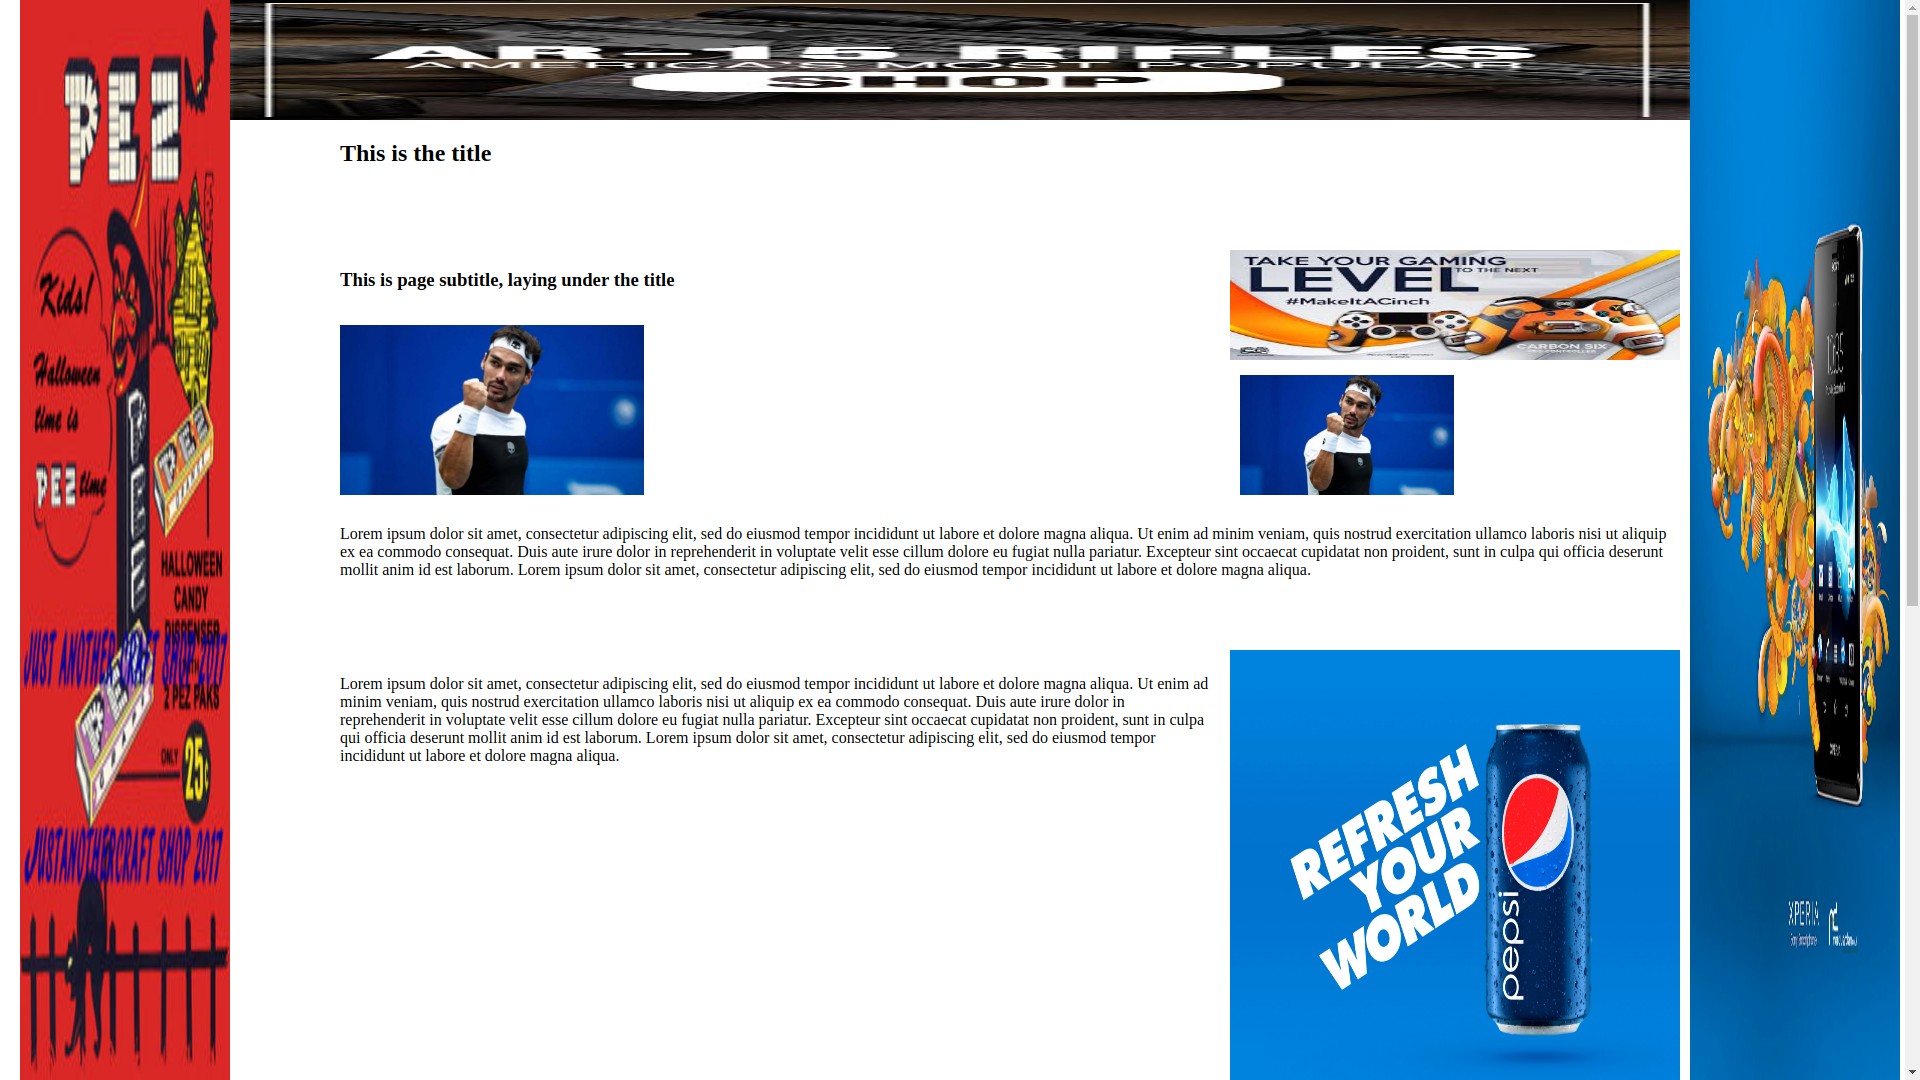 AR-15 RIFLES
AMERICA'S MOST POPULAR
SHOP
PEZ
Kids!
Halloween
time is
PEZ time
HALLOWEEN
CANDY
DISPENSER
JUST ANOTHER CRAFT SHOP 2017
2 PEZ PAKS
ONLY
25¢
JUSTANOTHERCRAFT SHOP 2017
This is the title
This is page subtitle, laying under the title
TAKE YOUR GAMING
LEVEL TO THE NEXT
#MakeItACinch
CARBON SIX
Lorem ipsum dolor sit amet, consectetur adipiscing elit, sed do eiusmod tempor incididunt ut labore et dolore magna aliqua. Ut enim ad minim veniam, quis nostrud exercitation ullamco laboris nisi ut aliquip
ex ea commodo consequat. Duis aute irure dolor in reprehenderit in voluptate velit esse cillum dolore eu fugiat nulla pariatur. Excepteur sint occaecat cupidatat non proident, sunt in culpa qui officia deserunt
mollit anim id est laborum. Lorem ipsum dolor sit amet, consectetur adipiscing elit, sed do eiusmod tempor incididunt ut labore et dolore magna aliqua.
Lorem ipsum dolor sit amet, consectetur adipiscing elit, sed do eiusmod tempor incididunt ut labore et dolore magna aliqua. Ut enim ad
minim veniam, quis nostrud exercitation ullamco laboris nisi ut aliquip ex ea commodo consequat. Duis aute irure dolor in
reprehenderit in voluptate velit esse cillum dolore eu fugiat nulla pariatur. Excepteur sint occaecat cupidatat non proident, sunt in culpa
qui officia deserunt mollit anim id est laborum. Lorem ipsum dolor sit amet, consectetur adipiscing elit, sed do eiusmod tempor
incididunt ut labore et dolore magna aliqua.
REFRESH
YOUR
WORLD
pepsi
XPERIA
Sony Smartphone